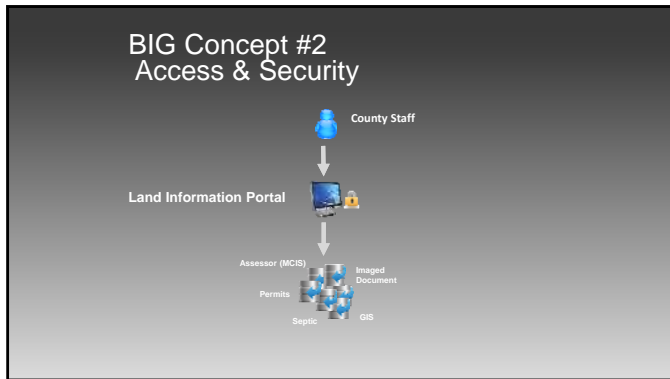 BIG Concept #2
Access & Security
County Staff
Land Information Portal
Assessor (MCIS)
Imaged
Document
Permits
Septic
GIS